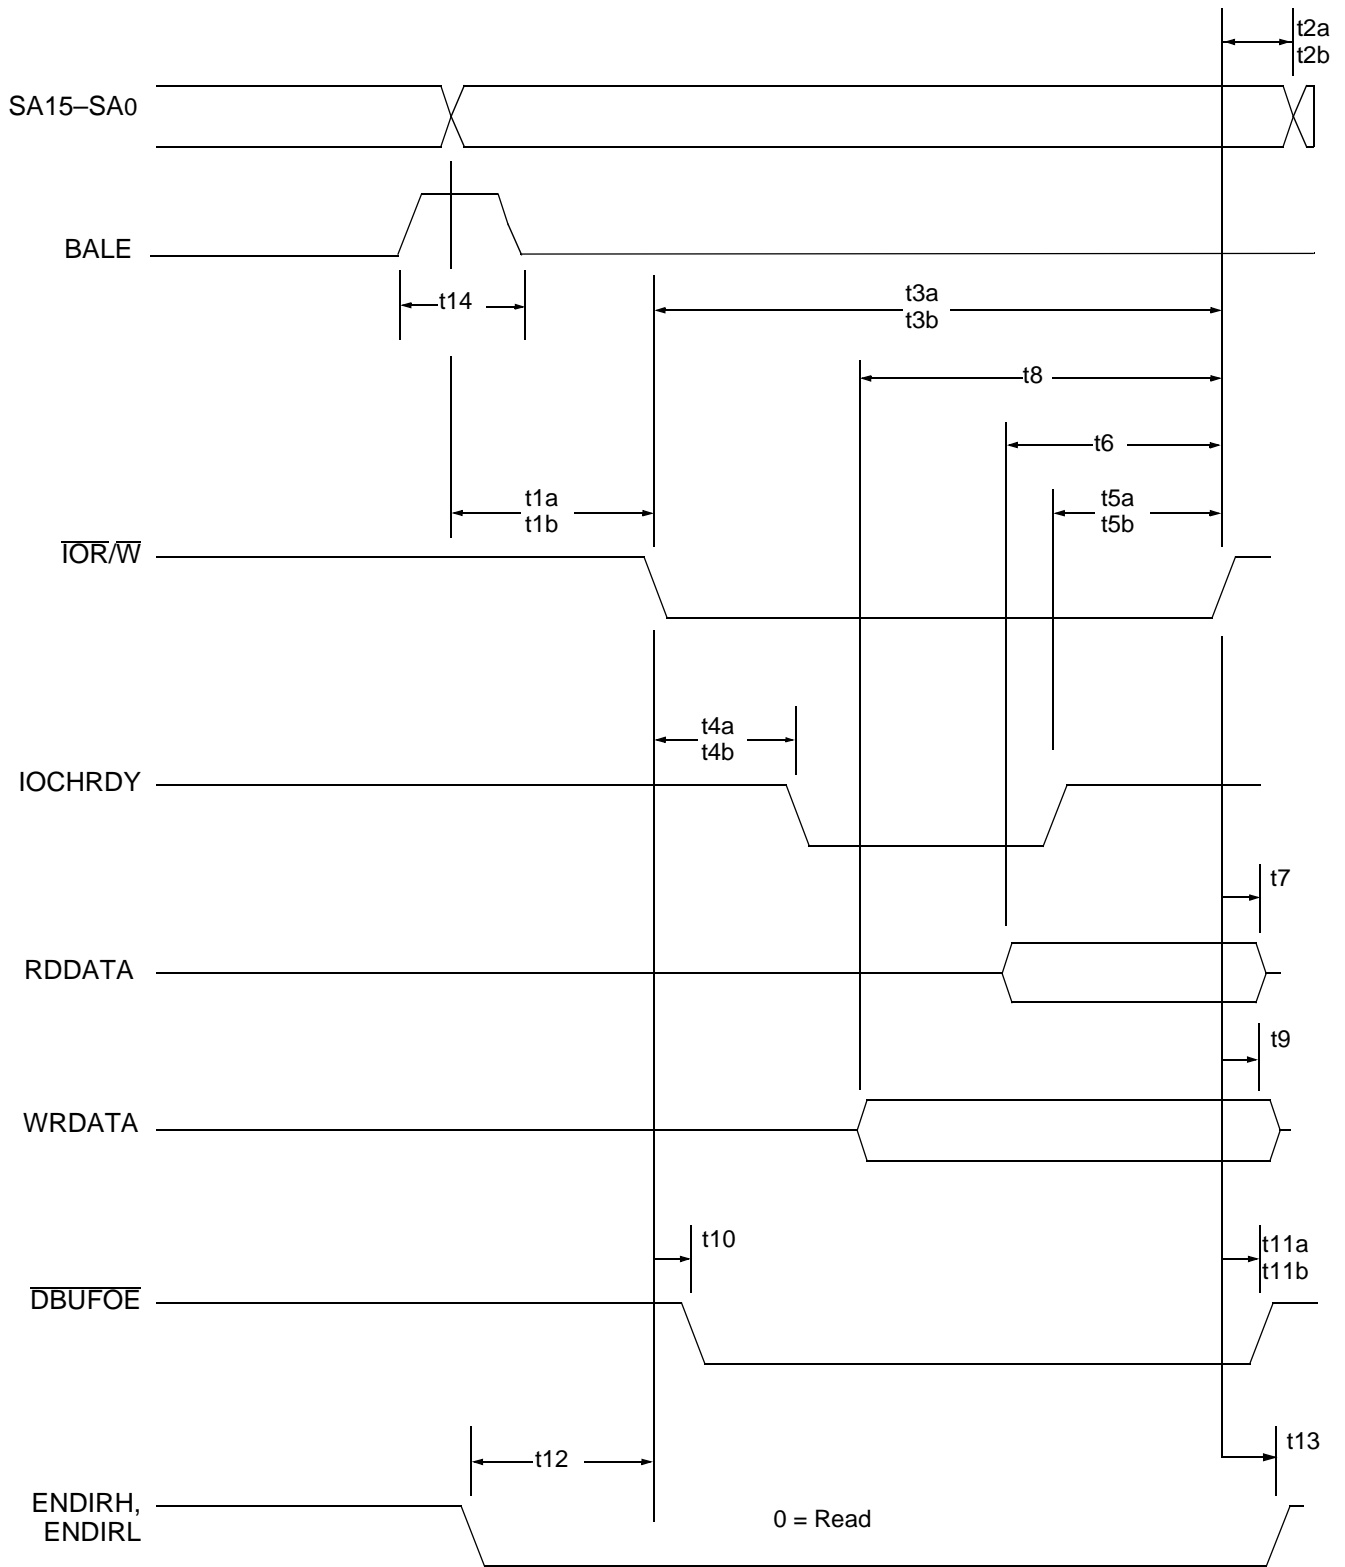 t2a
t2b
SA15–SA0
BALE
t14
t3a
t3b
t8
t6
t1a
t1b
t5a
t5b
IOR/W
t4a
t4b
IOCHRDY
t7
RDDATA
t9
WRDATA
t10
t11a
t11b
DBUFOE
t12
t13
ENDIRH,
ENDIRL
0 = Read